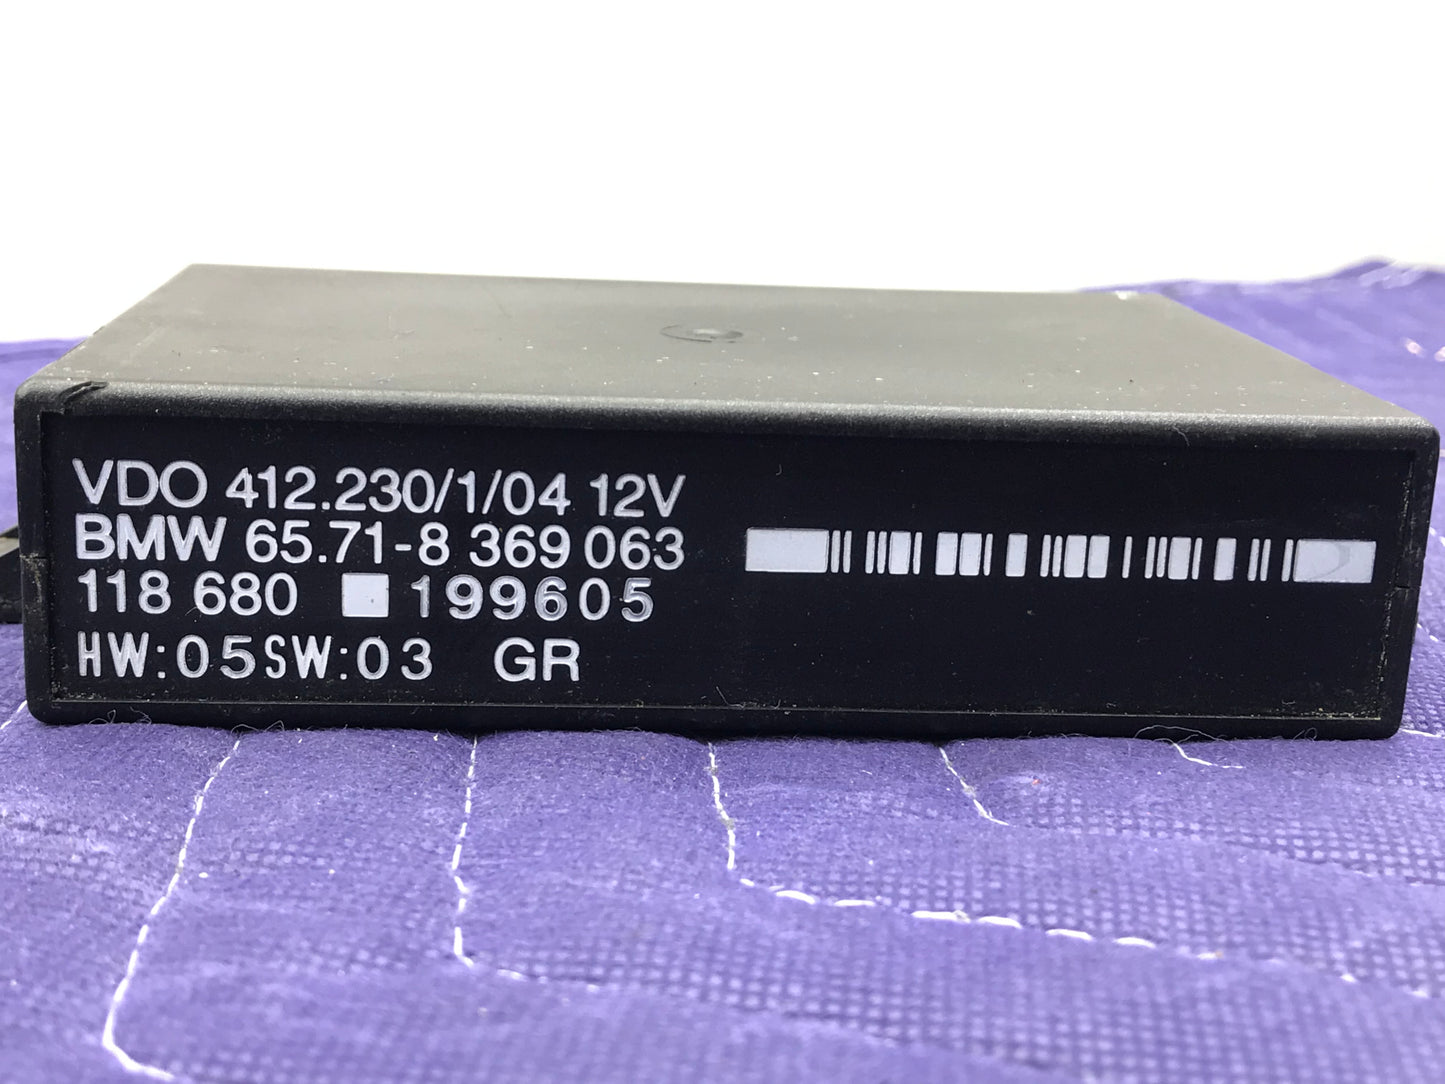 VDO 412.230/1/04 12V
BMW 65.71-8 369 063
118 680 199605
HW:05SW:03 GR